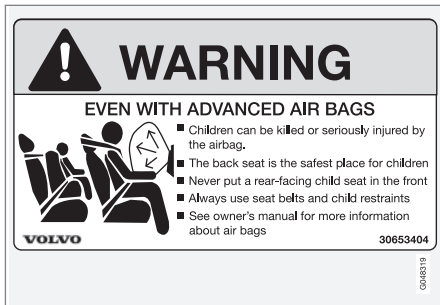 WARNING
EVEN WITH ADVANCED AIR BAGS
■ Children can be killed or seriously injured by
the airbag.
■ The back seat is the safest place for children
■ Never put a rear-facing child seat in the front
■ Always use seat belts and child restraints
■ See owner's manual for more information
about air bags
VOLVO
30653404
G048319